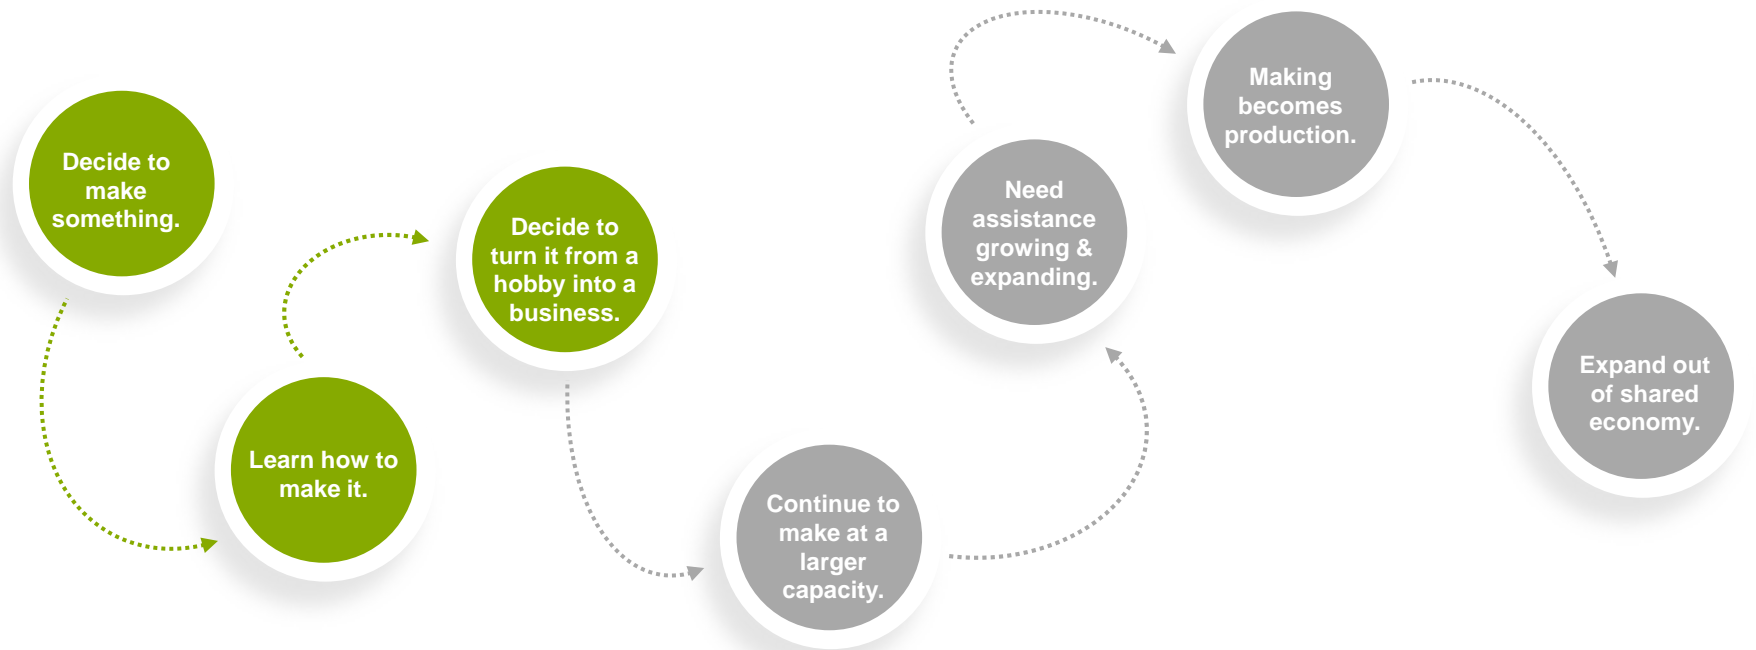 Decide to
make
something.
Learn how to
make it.
Decide to
turn it from a
hobby into a
business.
Continue to
make at a
larger
capacity.
Need
assistance
growing &
expanding.
Making
becomes
production.
Expand out
of shared
economy.